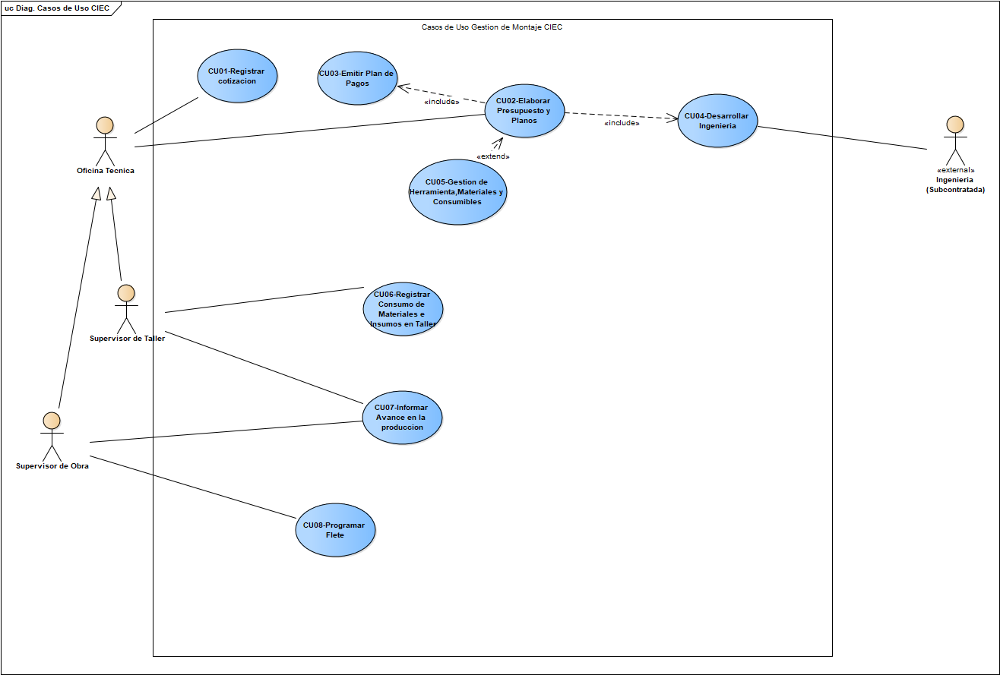 uc Diag. Casos de Uso CIEC
Casos de Uso Gestion de Montaje CIEC
CU01-Registrar
cotizacion
CU03-Emitir Plan de
Pagos
«include»
CU02-Elaborar
Presupuesto y
Planos
«include»
CU04-Desarrollar
Ingenieria
Oficina Tecnica
«external»
Ingenieria
(Subcontratada)
«extend»
CU05-Gestion de
Herramienta,Materiales y
Consumibles
Supervisor de Taller
CU06-Registrar
Consumo de
Materiales e
Insumos en Taller
CU07-Informar
Avance en la
produccion
Supervisor de Obra
CU08-Programar
Flete